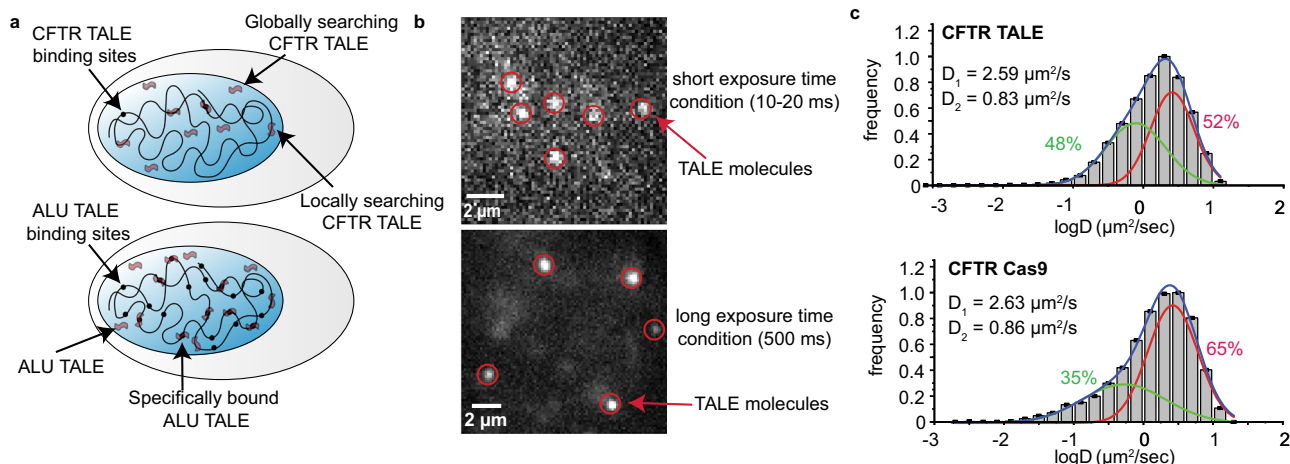 a
CFTR TALE
binding sites
Globally searching
CFTR TALE
Locally searching
CFTR TALE
ALU TALE
binding sites
ALU TALE
Specifically bound
ALU TALE
b
2 µm
short exposure time
condition (10-20 ms)
TALE molecules
2 µm
long exposure time
condition (500 ms)
TALE molecules
c
CFTR TALE
D1 = 2.59 µm²/s
D2 = 0.83 µm²/s
48%
52%
frequency
1.2
1.0
0.8
0.6
0.4
0.2
0
-3 -2 -1 0 1 2
logD (µm²/sec)
CFTR Cas9
D1 = 2.63 µm²/s
D2 = 0.86 µm²/s
35%
65%
frequency
1.2
1.0
0.8
0.6
0.4
0.2
0
-3 -2 -1 0 1 2
logD (µm²/sec)